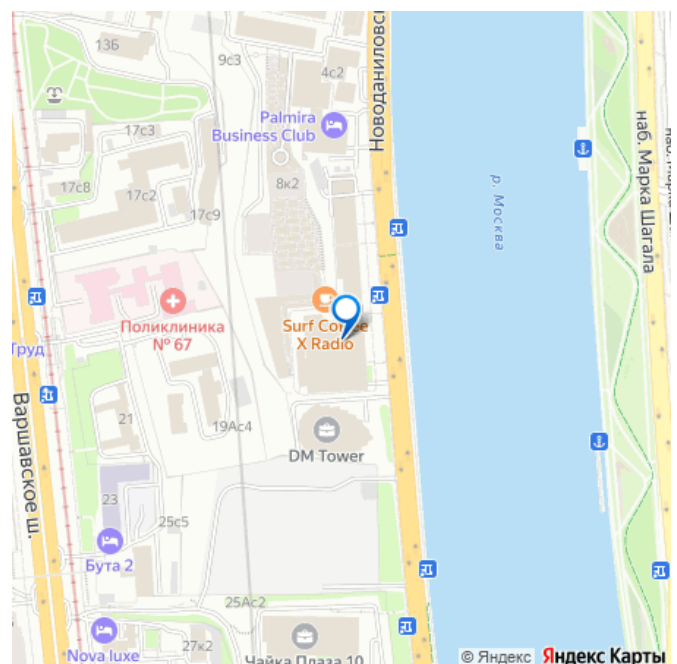 13Б
9с3
4с2
Новоданиловс
Palmira
Business Club
17с3
8к2
17с8
17с2
17с9
р. Москва
наб. Марка Шагала
Поликлиника
№ 67
Surf Coffee
X Radio
Труд
Варшавское ш.
21
19Ас4
DM Tower
23
25с5
Бута 2
25Ас2
27к2
Nova luxe
Чайка Плаза 10
© Яндекс Яндекс Карты